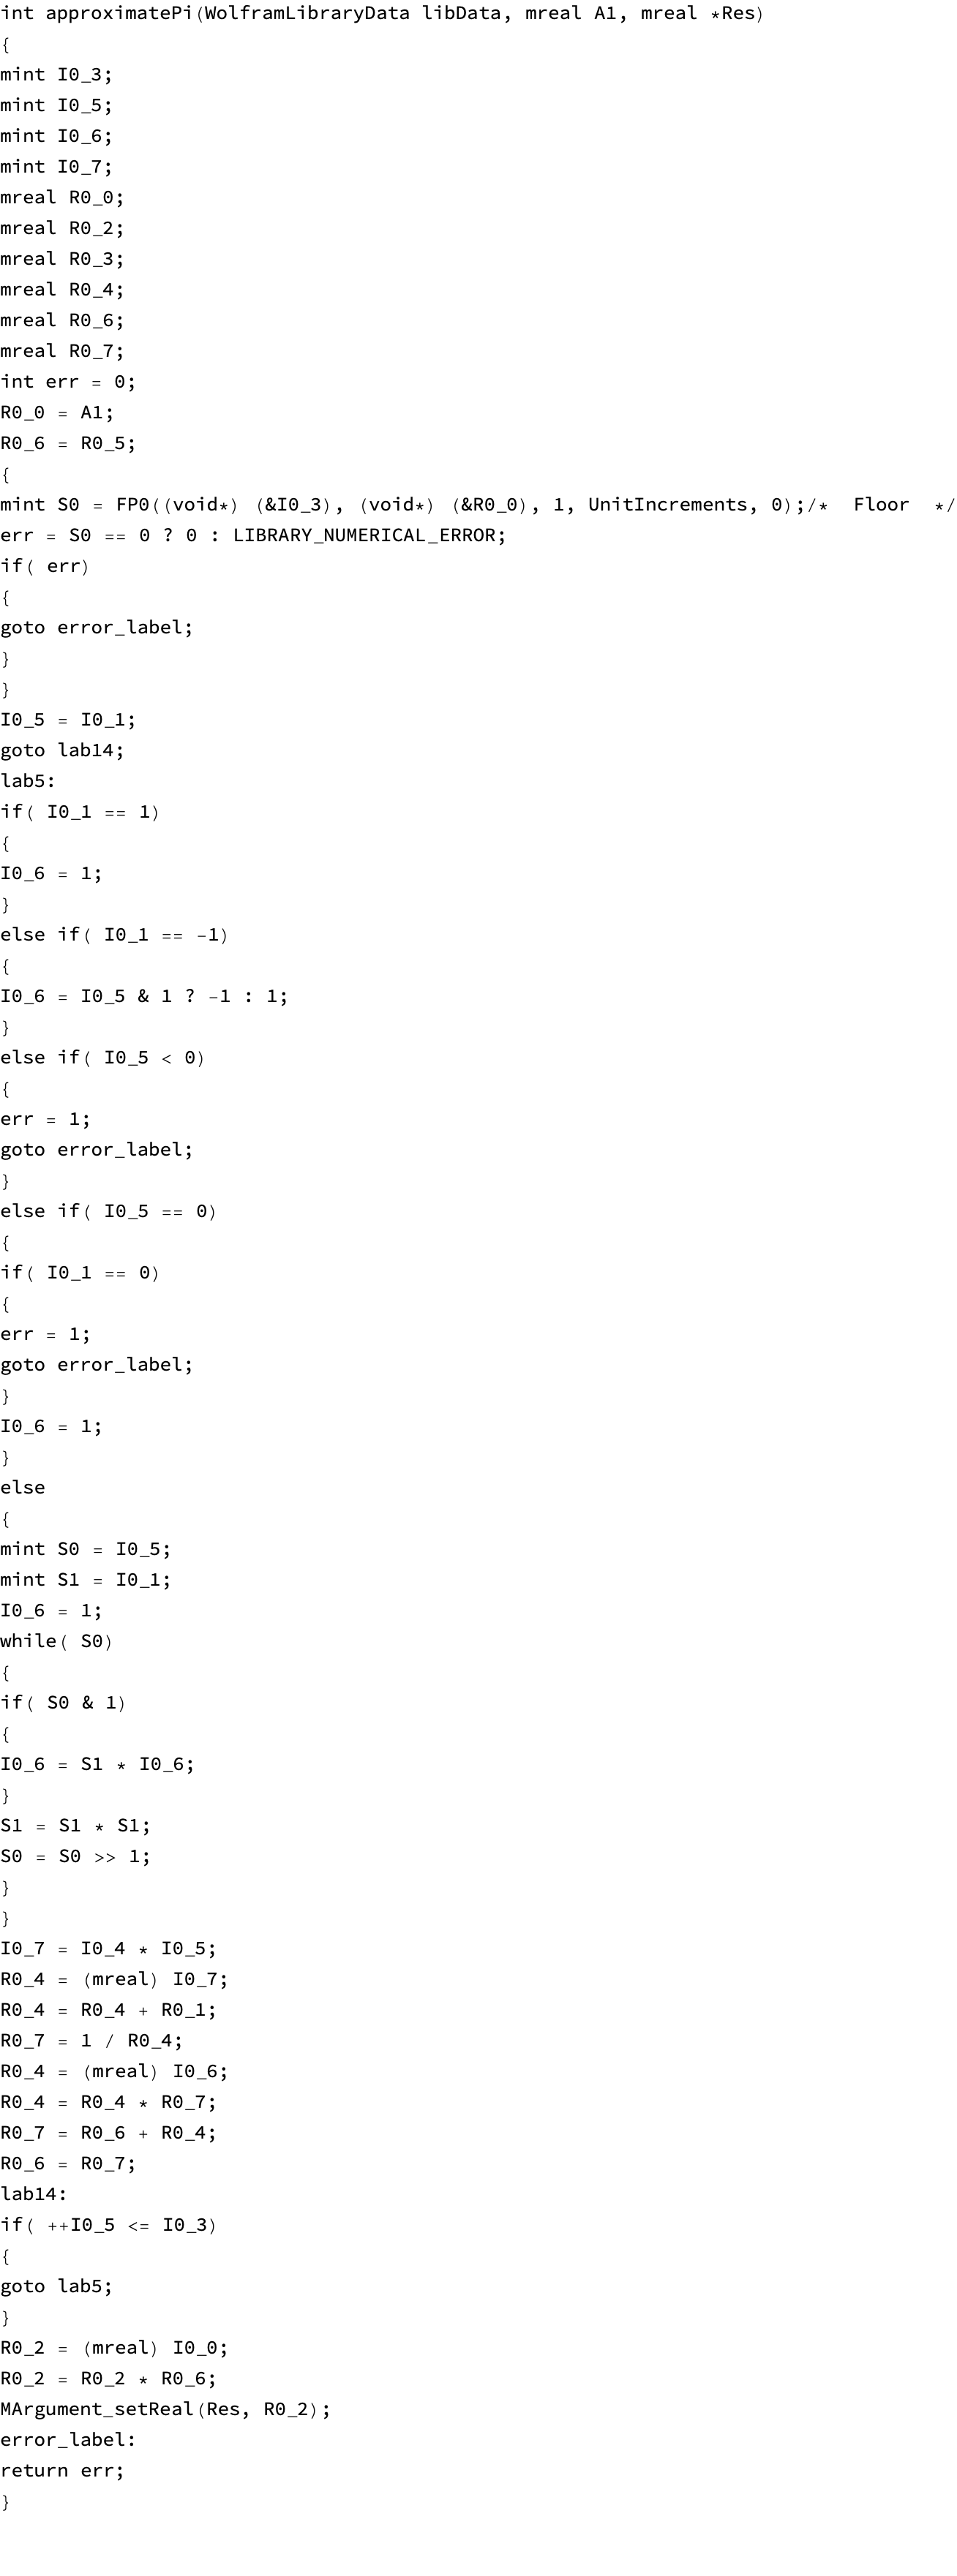 int approximatePi(WolframLibraryData libData, mreal A1, mreal *Res)
{
mint I0_3;
mint I0_5;
mint I0_6;
mint I0_7;
mreal R0_0;
mreal R0_2;
mreal R0_3;
mreal R0_4;
mreal R0_6;
mreal R0_7;
int err = 0;
R0_0 = A1;
R0_6 = R0_5;
{
mint S0 = FP0((void*) (&I0_3), (void*) (&R0_0), 1, UnitIncrements, 0);/*  Floor  */
err = S0 == 0 ? 0 : LIBRARY_NUMERICAL_ERROR;
if( err)
{
goto error_label;
}
}
I0_5 = I0_1;
goto lab14;
lab5:
if( I0_1 == 1)
{
I0_6 = 1;
}
else if( I0_1 == -1)
{
I0_6 = I0_5 & 1 ? -1 : 1;
}
else if( I0_5 < 0)
{
err = 1;
goto error_label;
}
else if( I0_5 == 0)
{
if( I0_1 == 0)
{
err = 1;
goto error_label;
}
I0_6 = 1;
}
else
{
mint S0 = I0_5;
mint S1 = I0_1;
I0_6 = 1;
while( S0)
{
if( S0 & 1)
{
I0_6 = S1 * I0_6;
}
S1 = S1 * S1;
S0 = S0 >> 1;
}
}
I0_7 = I0_4 * I0_5;
R0_4 = (mreal) I0_7;
R0_4 = R0_4 + R0_1;
R0_7 = 1 / R0_4;
R0_4 = (mreal) I0_6;
R0_4 = R0_4 * R0_7;
R0_7 = R0_6 + R0_4;
R0_6 = R0_7;
lab14:
if( ++I0_5 <= I0_3)
{
goto lab5;
}
R0_2 = (mreal) I0_0;
R0_2 = R0_2 * R0_6;
MArgument_setReal(Res, R0_2);
error_label:
return err;
}